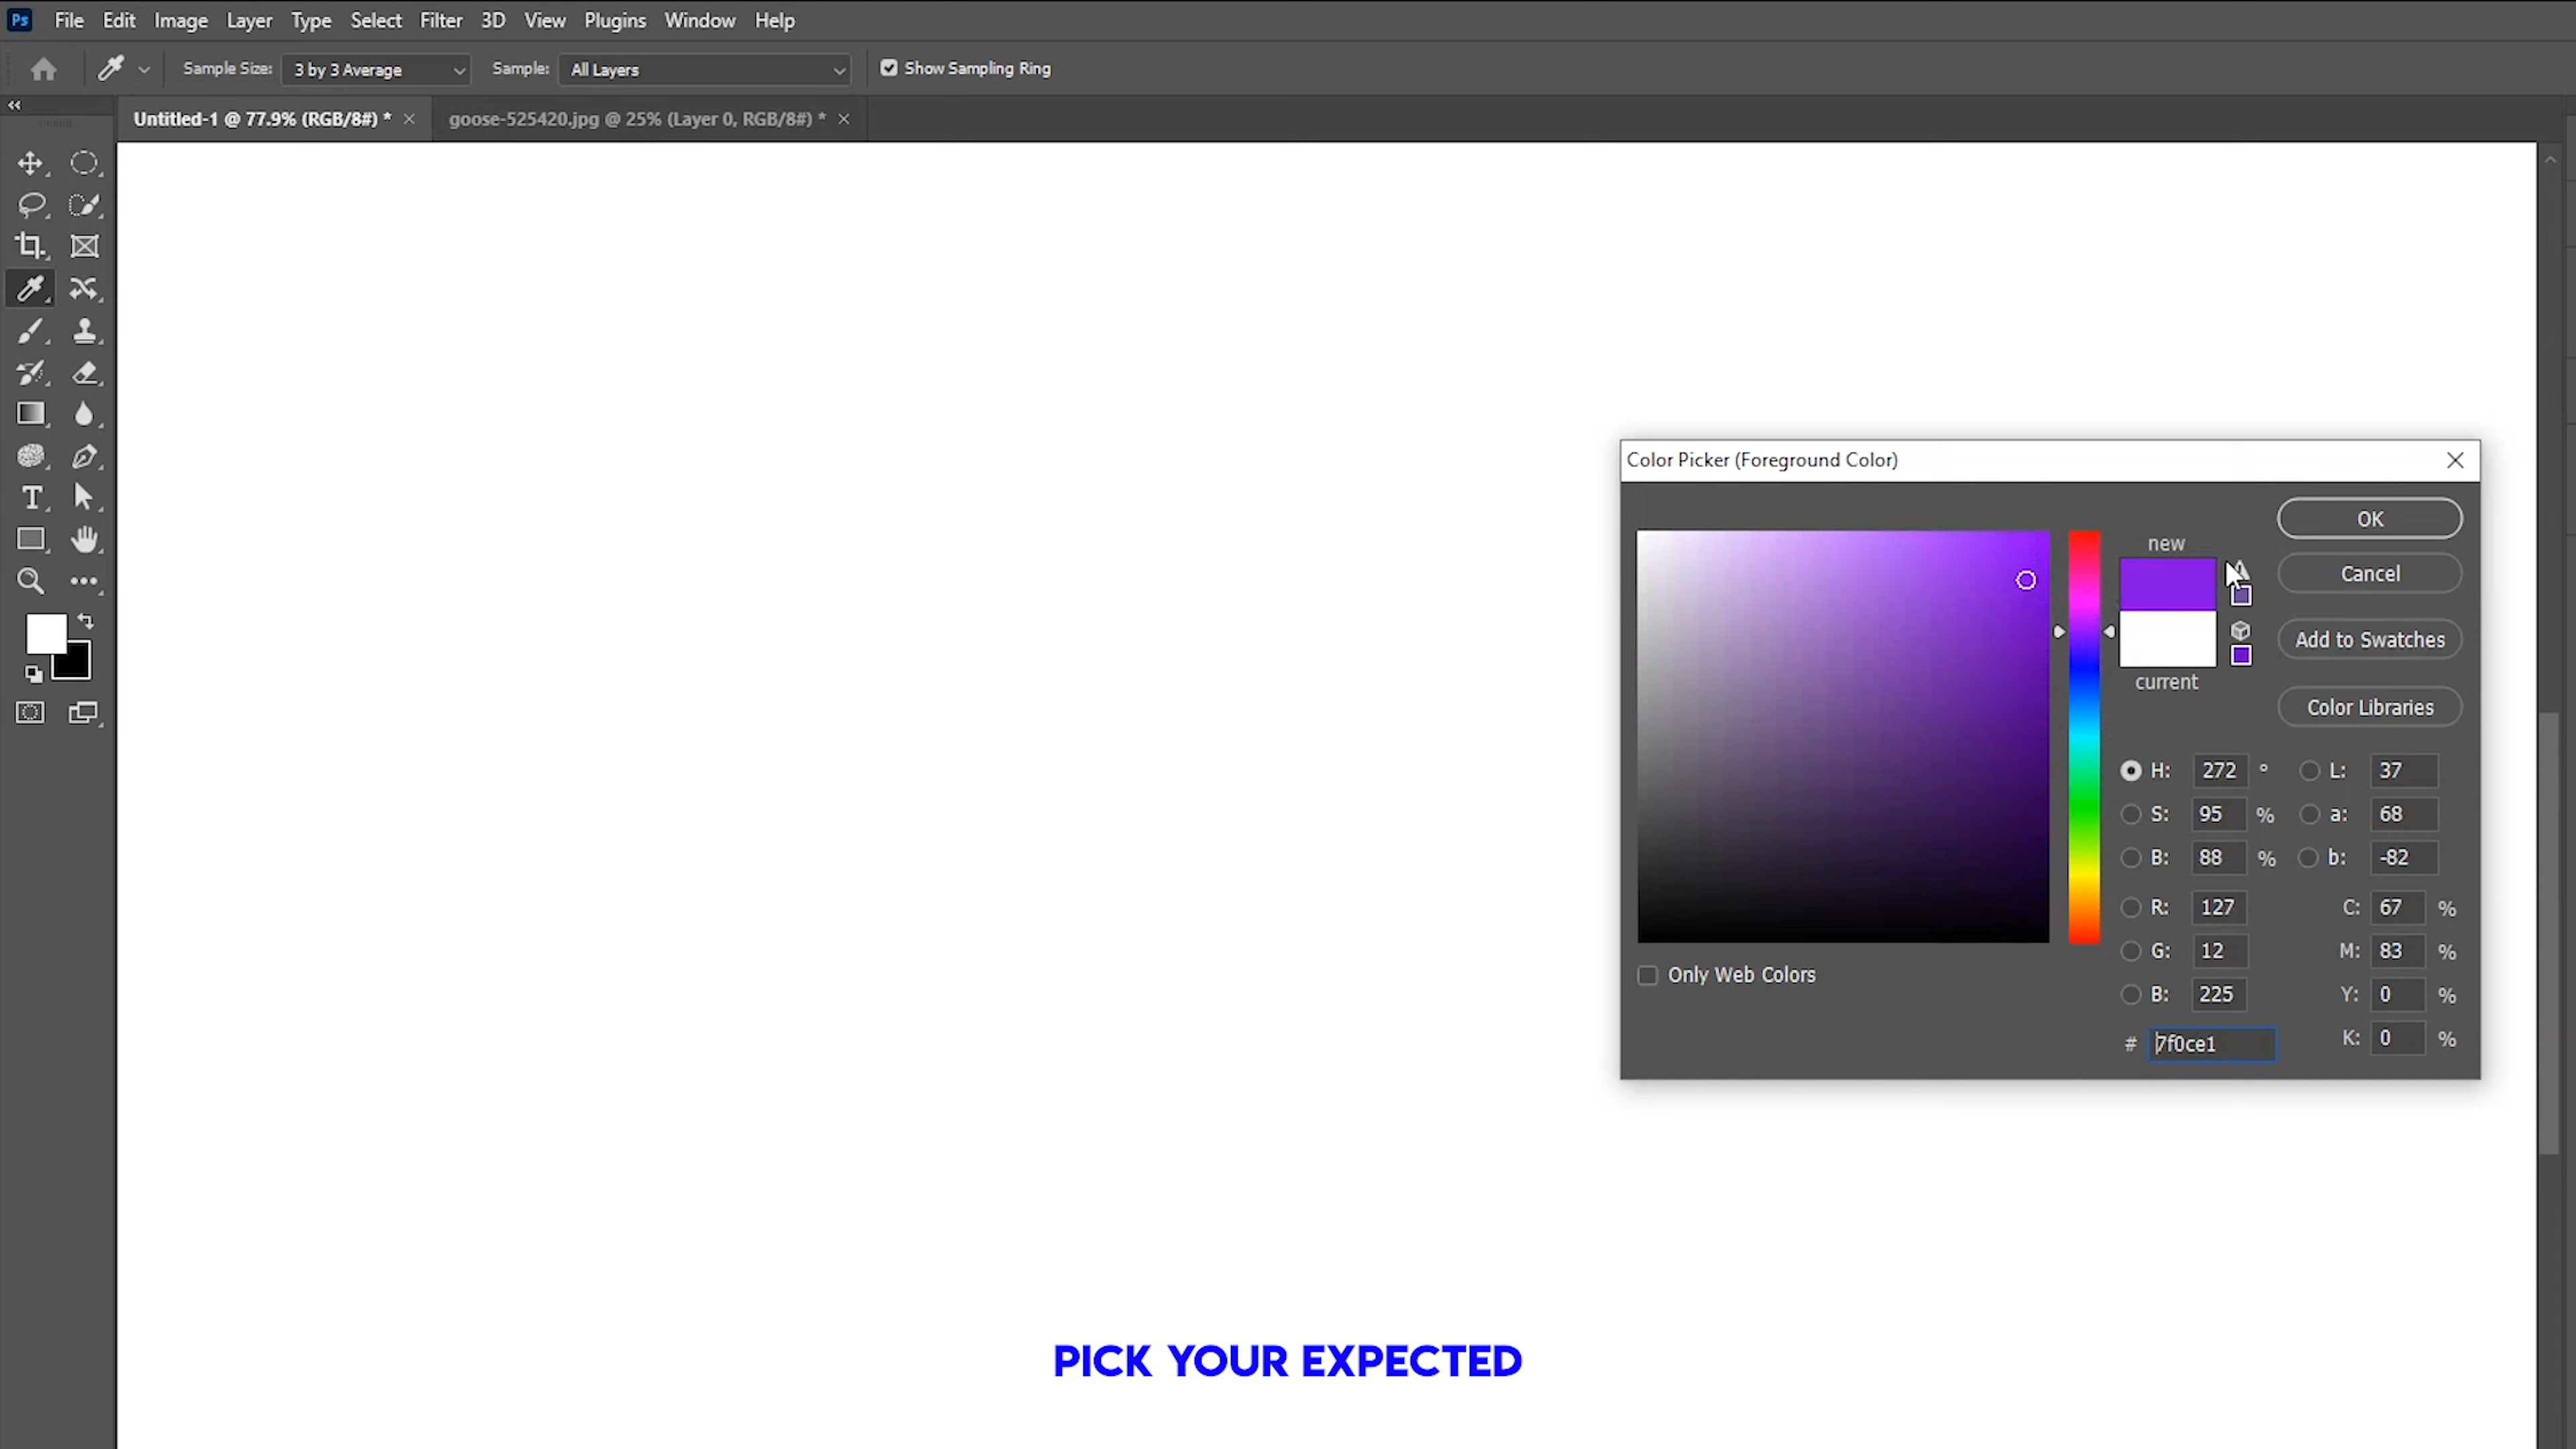 Ps File Edit Image Layer Type Select Filter 3D View Plugins Window Help
Sample Size: 3 by 3 Average Sample: All Layers Show Sampling Ring
Untitled-1 @ 77.9% (RGB/8#) * × goose-525420.jpg @ 25% (Layer 0, RGB/8#) * ×
Color Picker (Foreground Color)
new
current
OK
Cancel
Add to Swatches
Color Libraries
H: 272 ° L: 37
S: 95 % a: 68
B: 88 % b: -82
R: 127 C: 67 %
G: 12 M: 83 %
B: 225 Y: 0 %
# 7f0ce1 K: 0 %
Only Web Colors
PICK YOUR EXPECTED